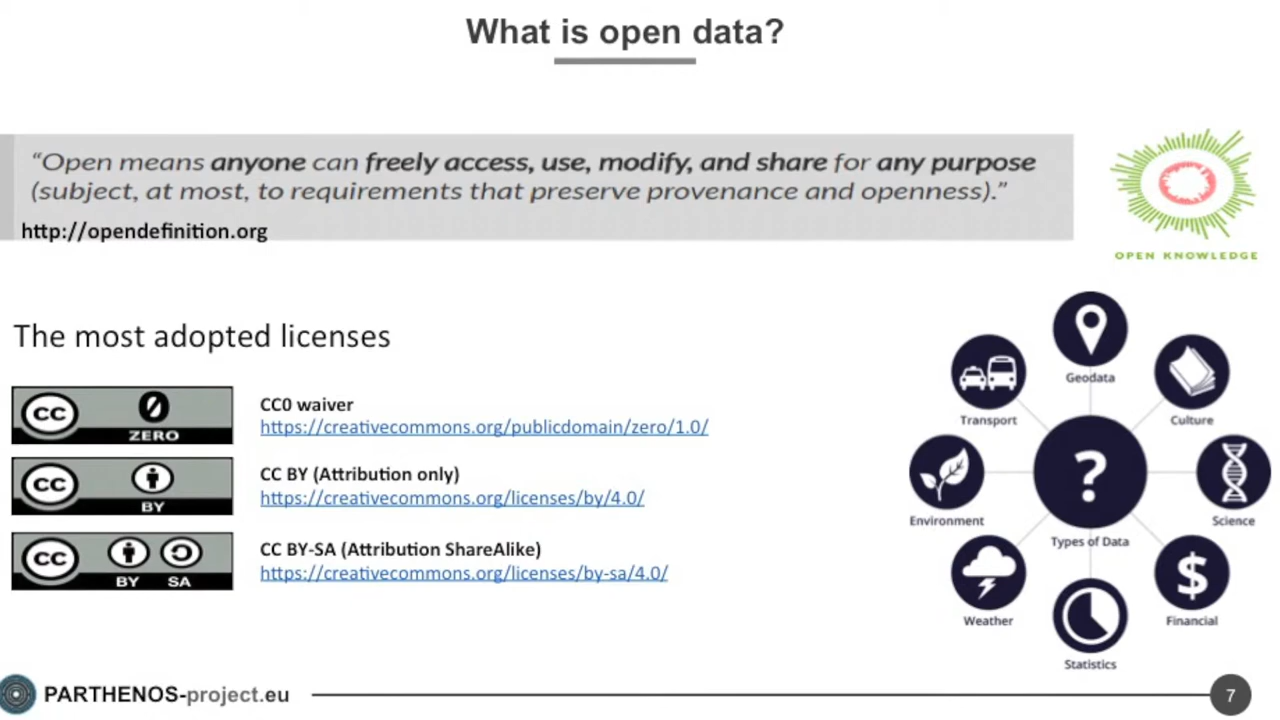 What is open data?
“Open means anyone can freely access, use, modify, and share for any purpose
(subject, at most, to requirements that preserve provenance and openness).”
http://opendefinition.org
OPEN KNOWLEDGE
The most adopted licenses
CC ZERO
CC0 waiver
https://creativecommons.org/publicdomain/zero/1.0/
CC BY
CC BY (Attribution only)
https://creativecommons.org/licenses/by/4.0/
CC BY SA
CC BY-SA (Attribution ShareAlike)
https://creativecommons.org/licenses/by-sa/4.0/
Geodata
Transport
Culture
?
Environment
Science
Types of Data
$
Weather
Financial
Statistics
PARTHENOS-project.eu
7